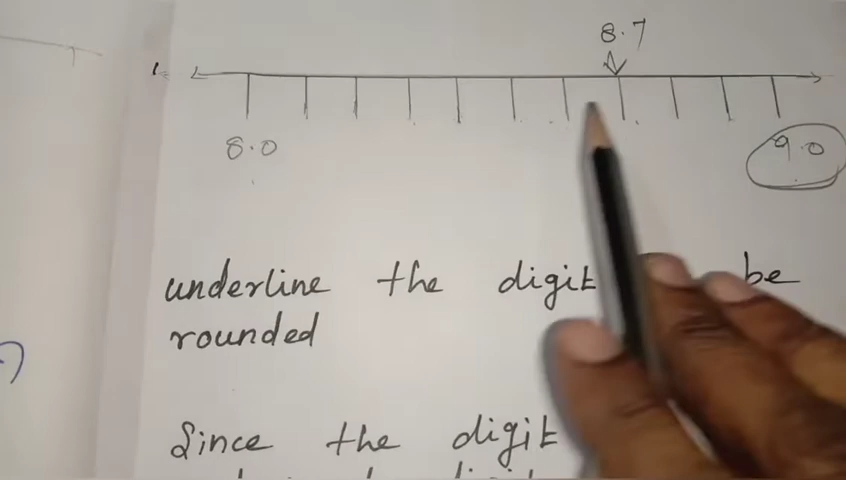 8.7
8.0 9.0
underline the digit be
rounded
Since the digit